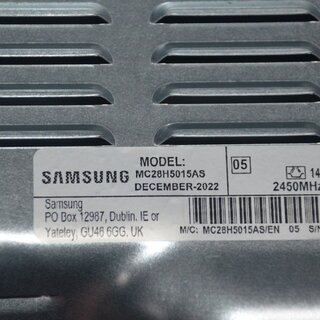 MODEL:
SAMSUNG MC28H5015AS 05 14
DECEMBER-2022 2450MHz
Samsung
PO Box 12987, Dublin. IE or
Yateley, GU46 6GG. UK
M/C: MC28H5015AS/EN 05 S/N